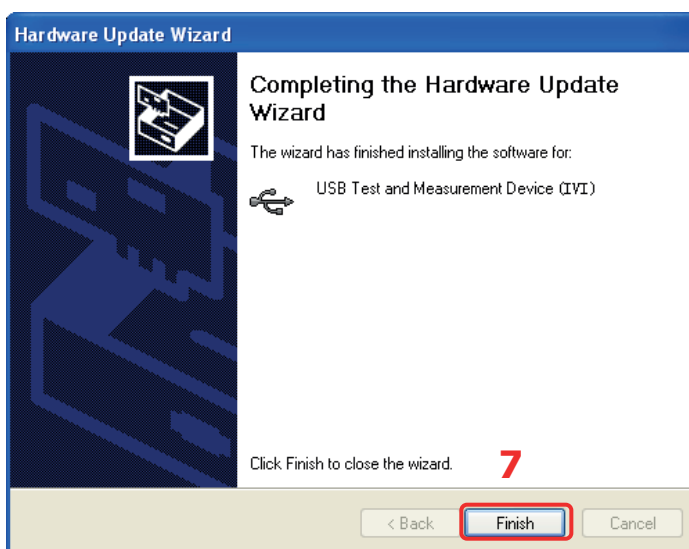 Hardware Update Wizard
Completing the Hardware Update
Wizard
The wizard has finished installing the software for:
USB Test and Measurement Device (IVI)
Click Finish to close the wizard.
7
< Back
Finish
Cancel